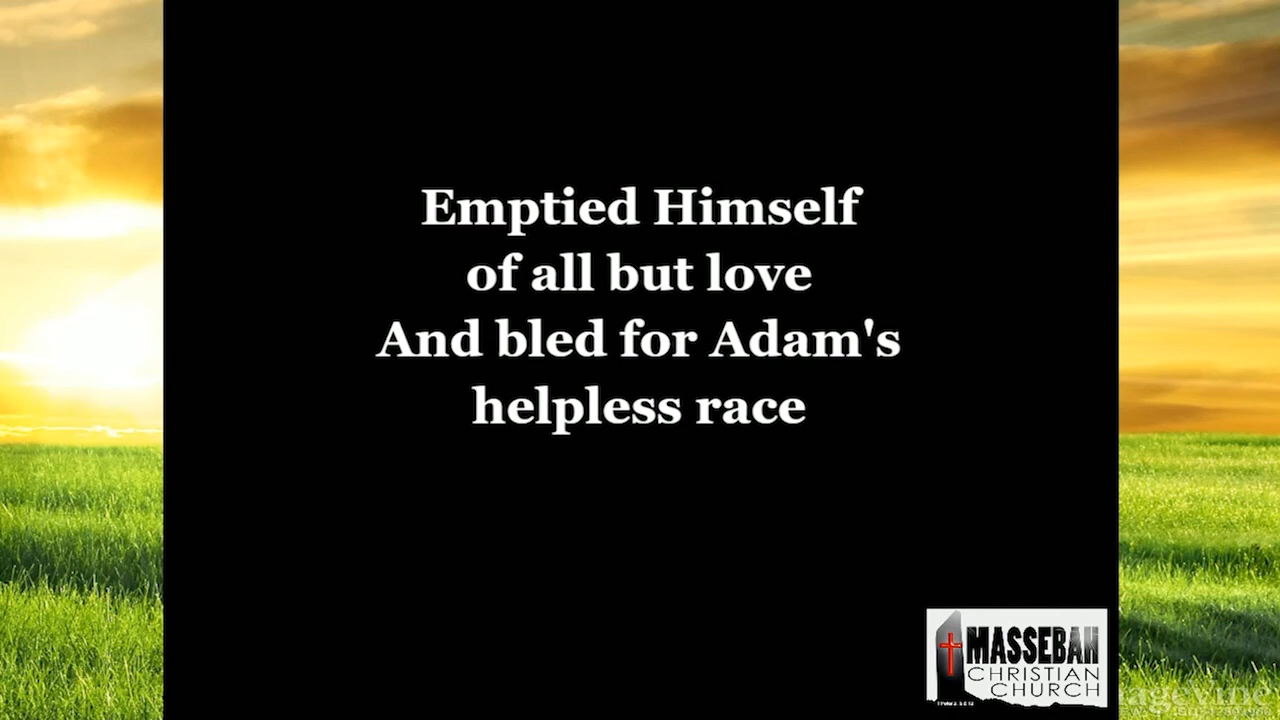 Emptied Himself
of all but love
And bled for Adam's
helpless race
MASSEBAH
CHRISTIAN
CHURCH